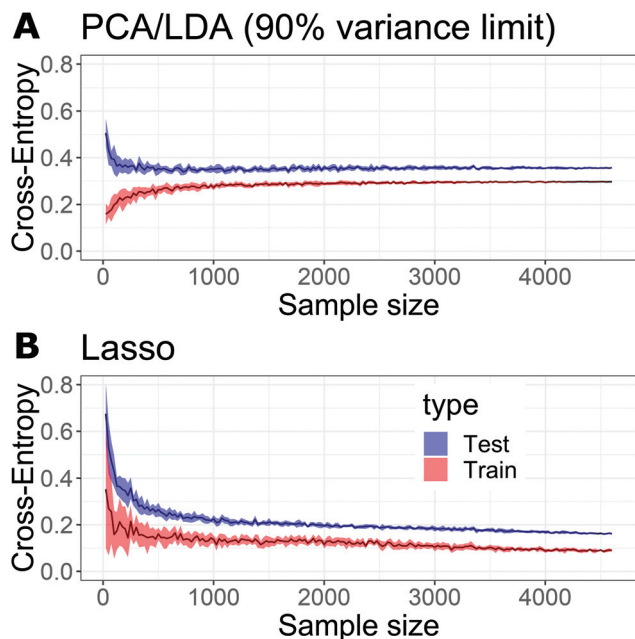 A PCA/LDA (90% variance limit)
Cross-Entropy
0.8
0.6
0.4
0.2
0.0
0 1000 2000 3000 4000
Sample size
B Lasso
Cross-Entropy
0.8
0.6
0.4
0.2
0.0
type
Test
Train
0 1000 2000 3000 4000
Sample size